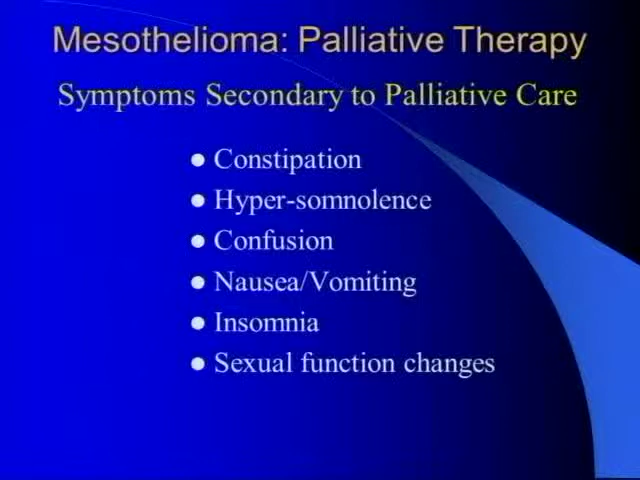 Mesothelioma: Palliative Therapy
Symptoms Secondary to Palliative Care
Constipation
Hyper-somnolence
Confusion
Nausea/Vomiting
Insomnia
Sexual function changes